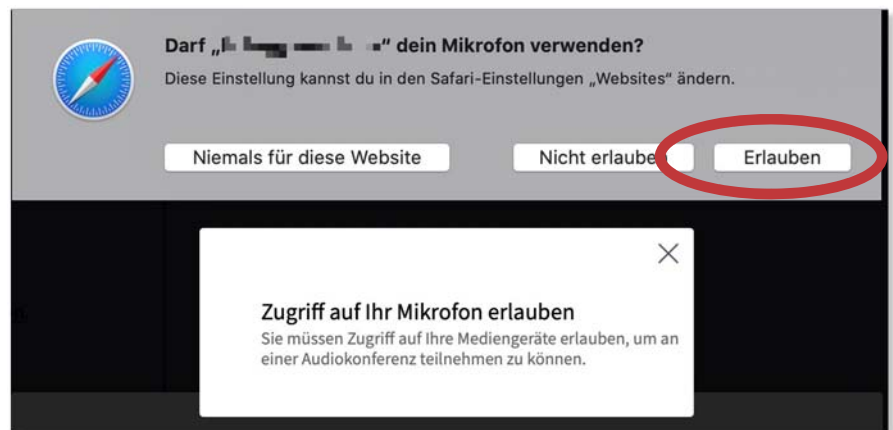 Darf „“ dein Mikrofon verwenden?
Diese Einstellung kannst du in den Safari-Einstellungen „Websites“ ändern.
Niemals für diese Website
Nicht erlauben
Erlauben
Zugriff auf Ihr Mikrofon erlauben
Sie müssen Zugriff auf Ihre Mediengeräte erlauben, um an
einer Audiokonferenz teilnehmen zu können.